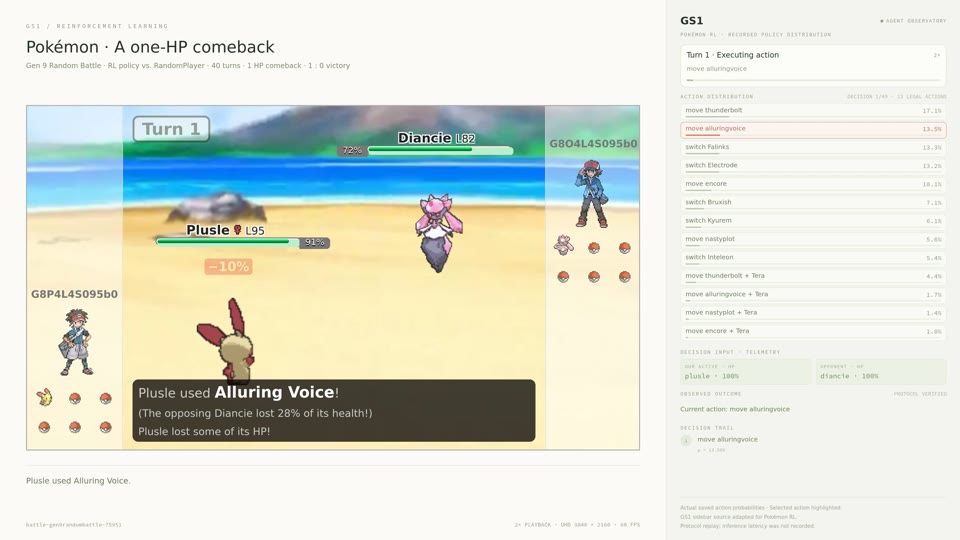 GS1 / REINFORCEMENT LEARNING
Pokémon · A one-HP comeback
Gen 9 Random Battle · RL policy vs. RandomPlayer · 40 turns · 1 HP comeback · 1 : 0 victory
Turn 1
Diancie L82
72%
G8O4L4S095b0
Plusle L95
91%
−10%
G8P4L4S095b0
Plusle used Alluring Voice!
(The opposing Diancie lost 28% of its health!)
Plusle lost some of its HP!
Plusle used Alluring Voice.
battle-gen9randombattle-75951
2× PLAYBACK · UHD 3840 × 2160 · 60 FPS
GS1
AGENT OBSERVATORY
POKÉMON RL · RECORDED POLICY DISTRIBUTION
Turn 1 · Executing action
2×
move alluringvoice
ACTION DISTRIBUTION
DECISION 1/49 · 13 LEGAL ACTIONS
move thunderbolt 17.1%
move alluringvoice 13.5%
switch Falinks 13.3%
switch Electrode 13.2%
move encore 10.1%
switch Bruxish 7.1%
switch Kyurem 6.1%
move nastyplot 5.6%
switch Inteleon 5.4%
move thunderbolt + Tera 4.4%
move alluringvoice + Tera 1.7%
move nastyplot + Tera 1.4%
move encore + Tera 1.0%
DECISION INPUT · TELEMETRY
OUR ACTIVE · HP
plusle · 100%
OPPONENT · HP
diancie · 100%
OBSERVED OUTCOME
PROTOCOL VERIFIED
Current action: move alluringvoice
DECISION TRAIL
1 move alluringvoice
Actual saved action probabilities · Selected action highlighted
GS1 sidebar source adapted for Pokémon RL.
Protocol replay; inference latency was not recorded.